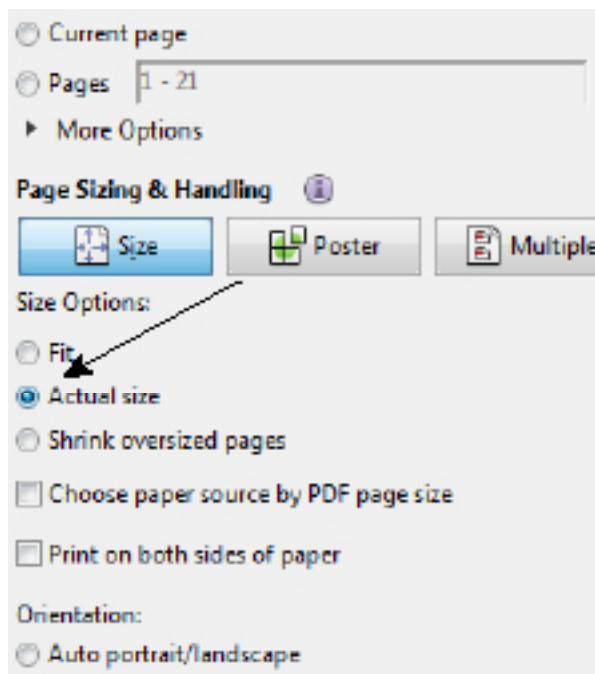 Current page
Pages 1 - 21
More Options
Page Sizing & Handling
Size Poster Multiple
Size Options:
Fit
Actual size
Shrink oversized pages
Choose paper source by PDF page size
Print on both sides of paper
Orientation:
Auto portrait/landscape